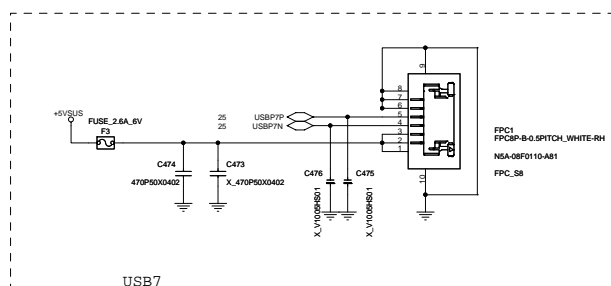 +5VSUS
FUSE_2.6A_6V
F3
25
25
USBP7P
USBP7N
C474
470P50X0402
C473
X_470P50X0402
C476
X_V1005HS01
C475
X_V1005HS01
9
8
7
6
5
4
3
2
1
10
FPC1
FPC8P-B-0.5PITCH_WHITE-RH
N5A-08F0110-A81
FPC_S8
USB7